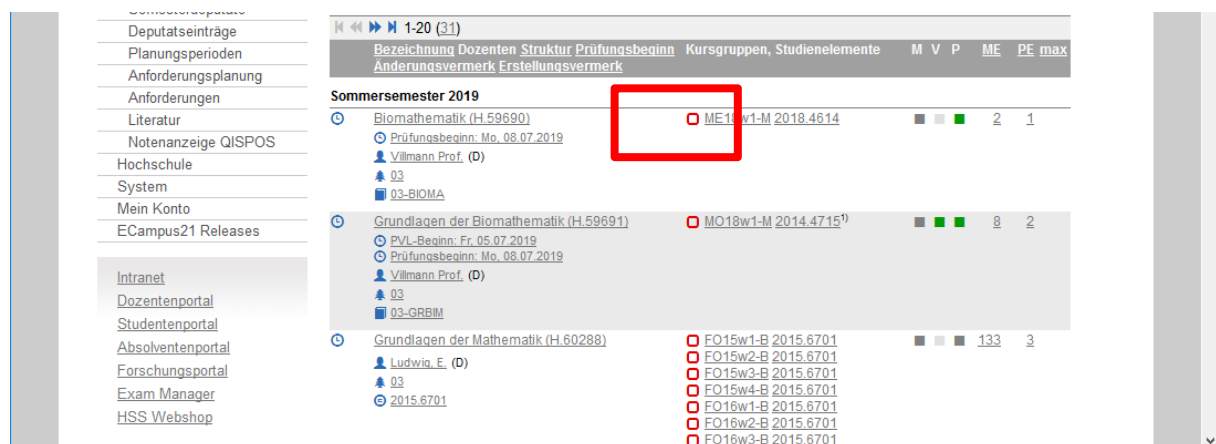 Semesterdeputate
Deputatseinträge
Planungsperioden
Anforderungsplanung
Anforderungen
Literatur
Notenanzeige QISPOS
Hochschule
System
Mein Konto
ECampus21 Releases
Intranet
Dozentenportal
Studentenportal
Absolventenportal
Forschungsportal
Exam Manager
HSS Webshop
1-20 (31)
Bezeichnung Dozenten Struktur Prüfungsbeginn Kursgruppen, Studienelemente M V P ME PE max
Änderungsvermerk Erstellungsvermerk
Sommersemester 2019
Biomathematik (H.59690) ME18w1-M 2018.4614 2 1
Prüfungsbeginn: Mo, 08.07.2019
Villmann Prof. (D)
03
03-BIOMA
Grundlagen der Biomathematik (H.59691) MO18w1-M 2014.4715¹⁾ 8 2
PVL-Beginn: Fr, 05.07.2019
Prüfungsbeginn: Mo, 08.07.2019
Villmann Prof. (D)
03
03-GRBIM
Grundlagen der Mathematik (H.60288) FO15w1-B 2015.6701 133 3
FO15w2-B 2015.6701
Ludwig, E. (D) FO15w3-B 2015.6701
03 FO15w4-B 2015.6701
2015.6701 FO16w1-B 2015.6701
FO16w2-B 2015.6701
FO16w3-B 2015.6701